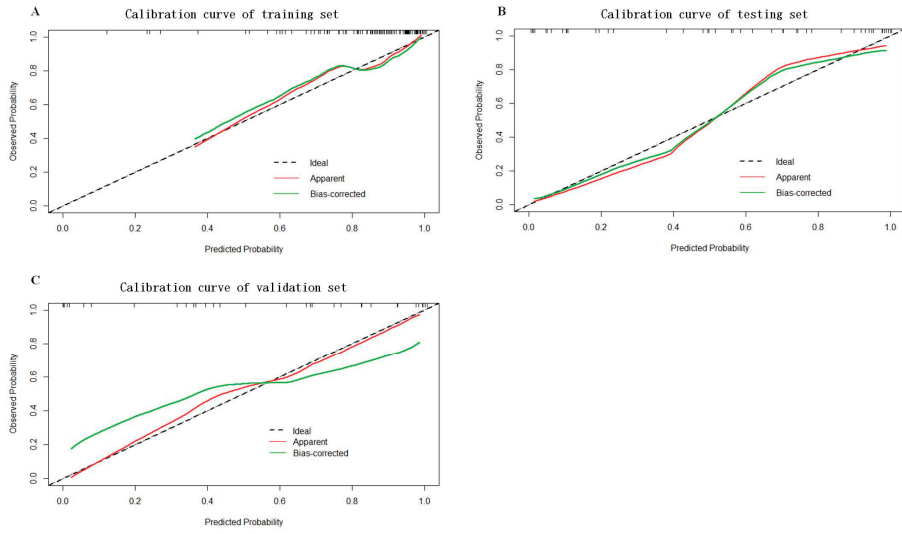 A
Calibration curve of training set
Observed Probability
1.0
0.8
0.6
0.4
0.2
0.0
Ideal
Apparent
Bias-corrected
0.0 0.2 0.4 0.6 0.8 1.0
Predicted Probability
B
Calibration curve of testing set
Observed Probability
1.0
0.8
0.6
0.4
0.2
0.0
Ideal
Apparent
Bias-corrected
0.0 0.2 0.4 0.6 0.8 1.0
Predicted Probability
C
Calibration curve of validation set
Observed Probability
1.0
0.8
0.6
0.4
0.2
0.0
Ideal
Apparent
Bias-corrected
0.0 0.2 0.4 0.6 0.8 1.0
Predicted Probability